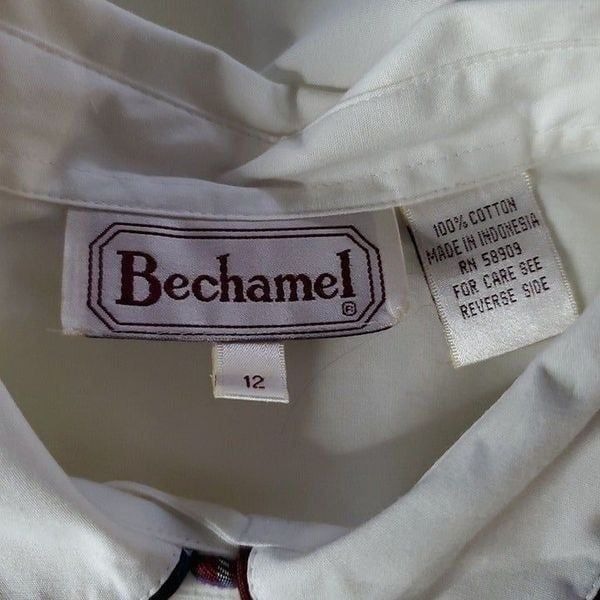 Bechamel
®
12
100% COTTON
MADE IN INDONESIA
RN 58909
FOR CARE SEE
REVERSE SIDE